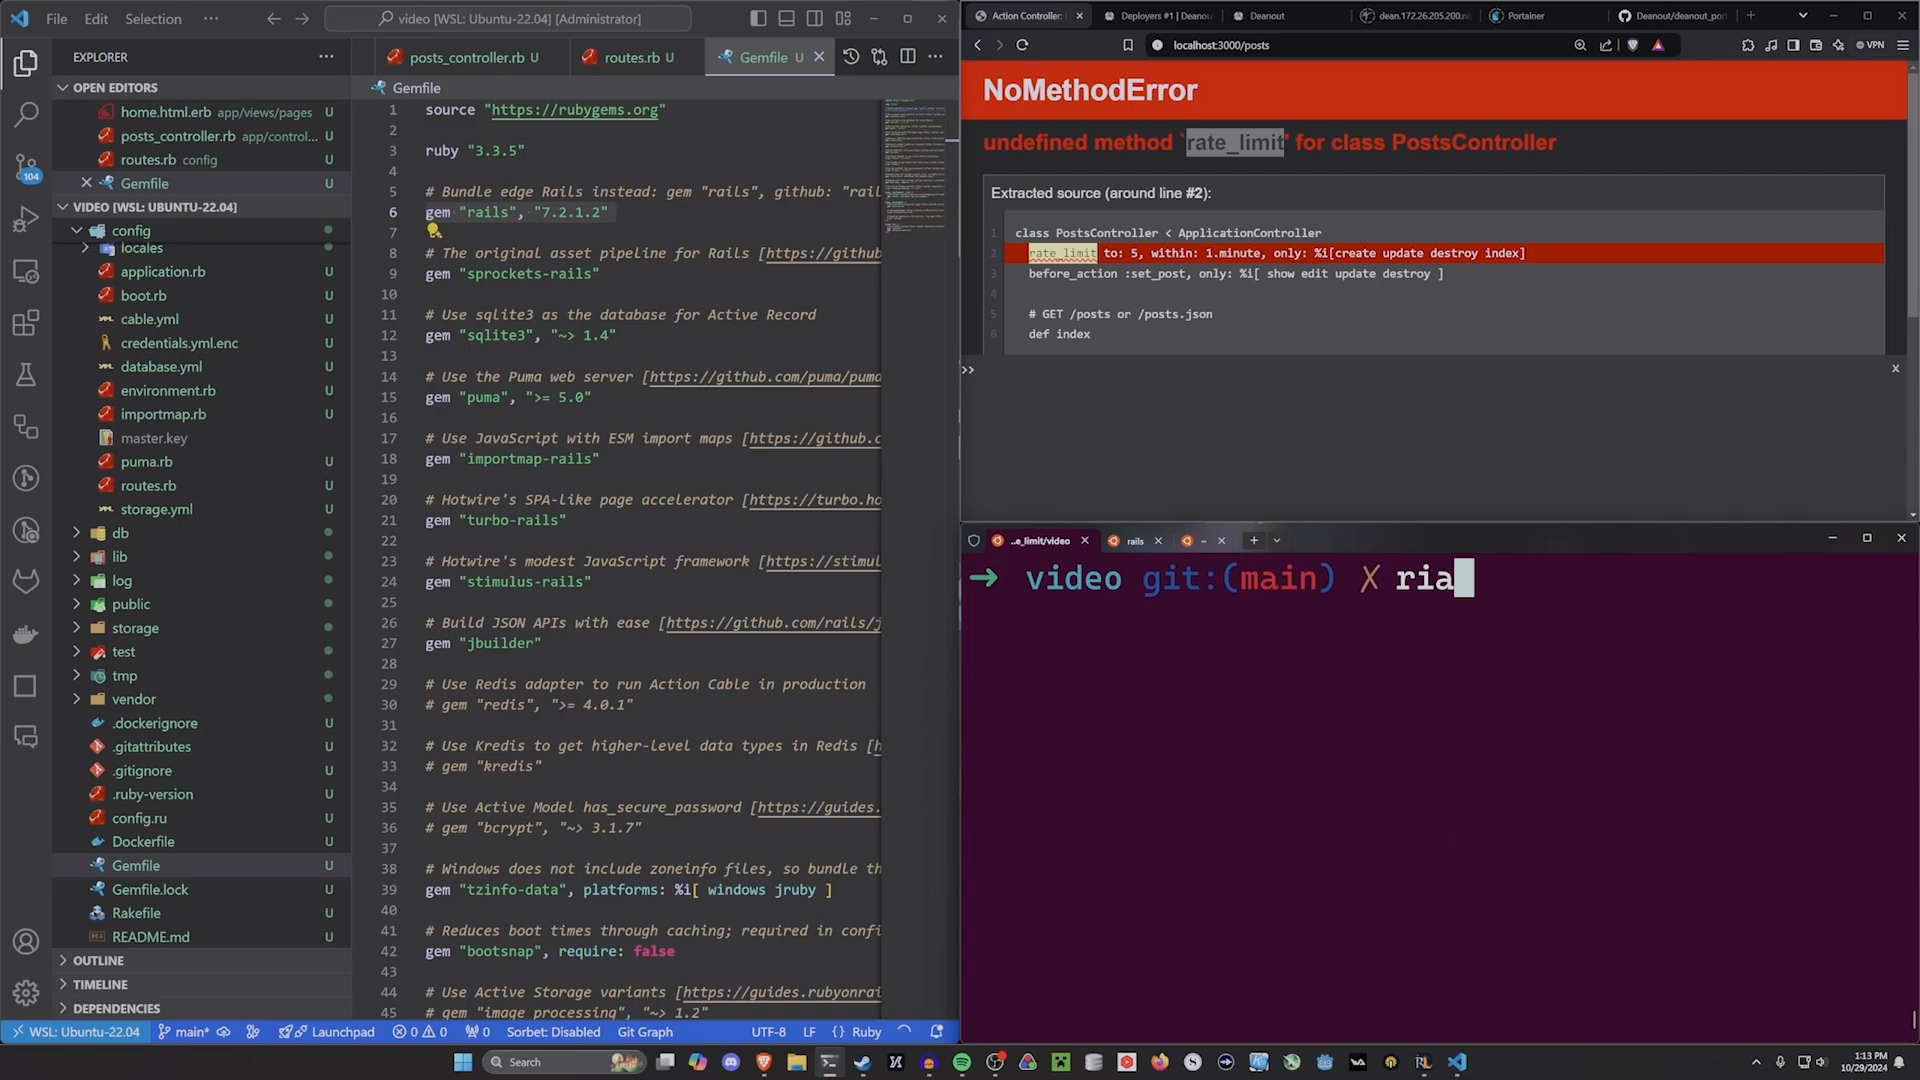 File Edit Selection ··· video [WSL: Ubuntu-22.04] [Administrator]
EXPLORER
OPEN EDITORS
home.html.erb app/views/pages U
posts_controller.rb app/control... U
routes.rb config U
Gemfile U
VIDEO [WSL: UBUNTU-22.04]
config
locales
application.rb U
boot.rb U
cable.yml U
credentials.yml.enc U
database.yml U
environment.rb U
importmap.rb U
master.key
puma.rb U
routes.rb U
storage.yml U
db
lib
log
public
storage
test
tmp
vendor
.dockerignore U
.gitattributes U
.gitignore U
.ruby-version U
config.ru U
Dockerfile U
Gemfile U
Gemfile.lock U
Rakefile U
README.md U
OUTLINE
TIMELINE
DEPENDENCIES
104
posts_controller.rb U routes.rb U Gemfile U
Gemfile
1 source "https://rubygems.org"
2
3 ruby "3.3.5"
4
5 # Bundle edge Rails instead: gem "rails", github: "rail
6 gem "rails", "7.2.1.2"
7
8 # The original asset pipeline for Rails [https://github
9 gem "sprockets-rails"
10
11 # Use sqlite3 as the database for Active Record
12 gem "sqlite3", "~> 1.4"
13
14 # Use the Puma web server [https://github.com/puma/puma
15 gem "puma", ">= 5.0"
16
17 # Use JavaScript with ESM import maps [https://github.c
18 gem "importmap-rails"
19
20 # Hotwire's SPA-like page accelerator [https://turbo.ho
21 gem "turbo-rails"
22
23 # Hotwire's modest JavaScript framework [https://stimul
24 gem "stimulus-rails"
25
26 # Build JSON APIs with ease [https://github.com/rails/j
27 gem "jbuilder"
28
29 # Use Redis adapter to run Action Cable in production
30 # gem "redis", ">= 4.0.1"
31
32 # Use Kredis to get higher-level data types in Redis [h
33 # gem "kredis"
34
35 # Use Active Model has_secure_password [https://guides.
36 # gem "bcrypt", "~> 3.1.7"
37
38 # Windows does not include zoneinfo files, so bundle th
39 gem "tzinfo-data", platforms: %i[ windows jruby ]
40
41 # Reduces boot times through caching; required in confi
42 gem "bootsnap", require: false
43
44 # Use Active Storage variants [https://guides.rubyonrai
45 # gem "image_processing", "~> 1.2"
WSL: Ubuntu-22.04 main* Launchpad 0 0 0 Sorbet: Disabled Git Graph UTF-8 LF {} Ruby
Action Controller: Deployers #1 | Deanou Deanout dean.172.26.205.200.ni Portainer Deanout/deanout_por
localhost:3000/posts VPN
NoMethodError
undefined method `rate_limit' for class PostsController
Extracted source (around line #2):
1 class PostsController < ApplicationController
2 rate_limit to: 5, within: 1.minute, only: %i[create update destroy index]
3 before_action :set_post, only: %i[ show edit update destroy ]
4
5 # GET /posts or /posts.json
6 def index
>> x
..e_limit/video rails ~
➜ video git:(main) ✗ ria
Search
1:13 PM
10/29/2024